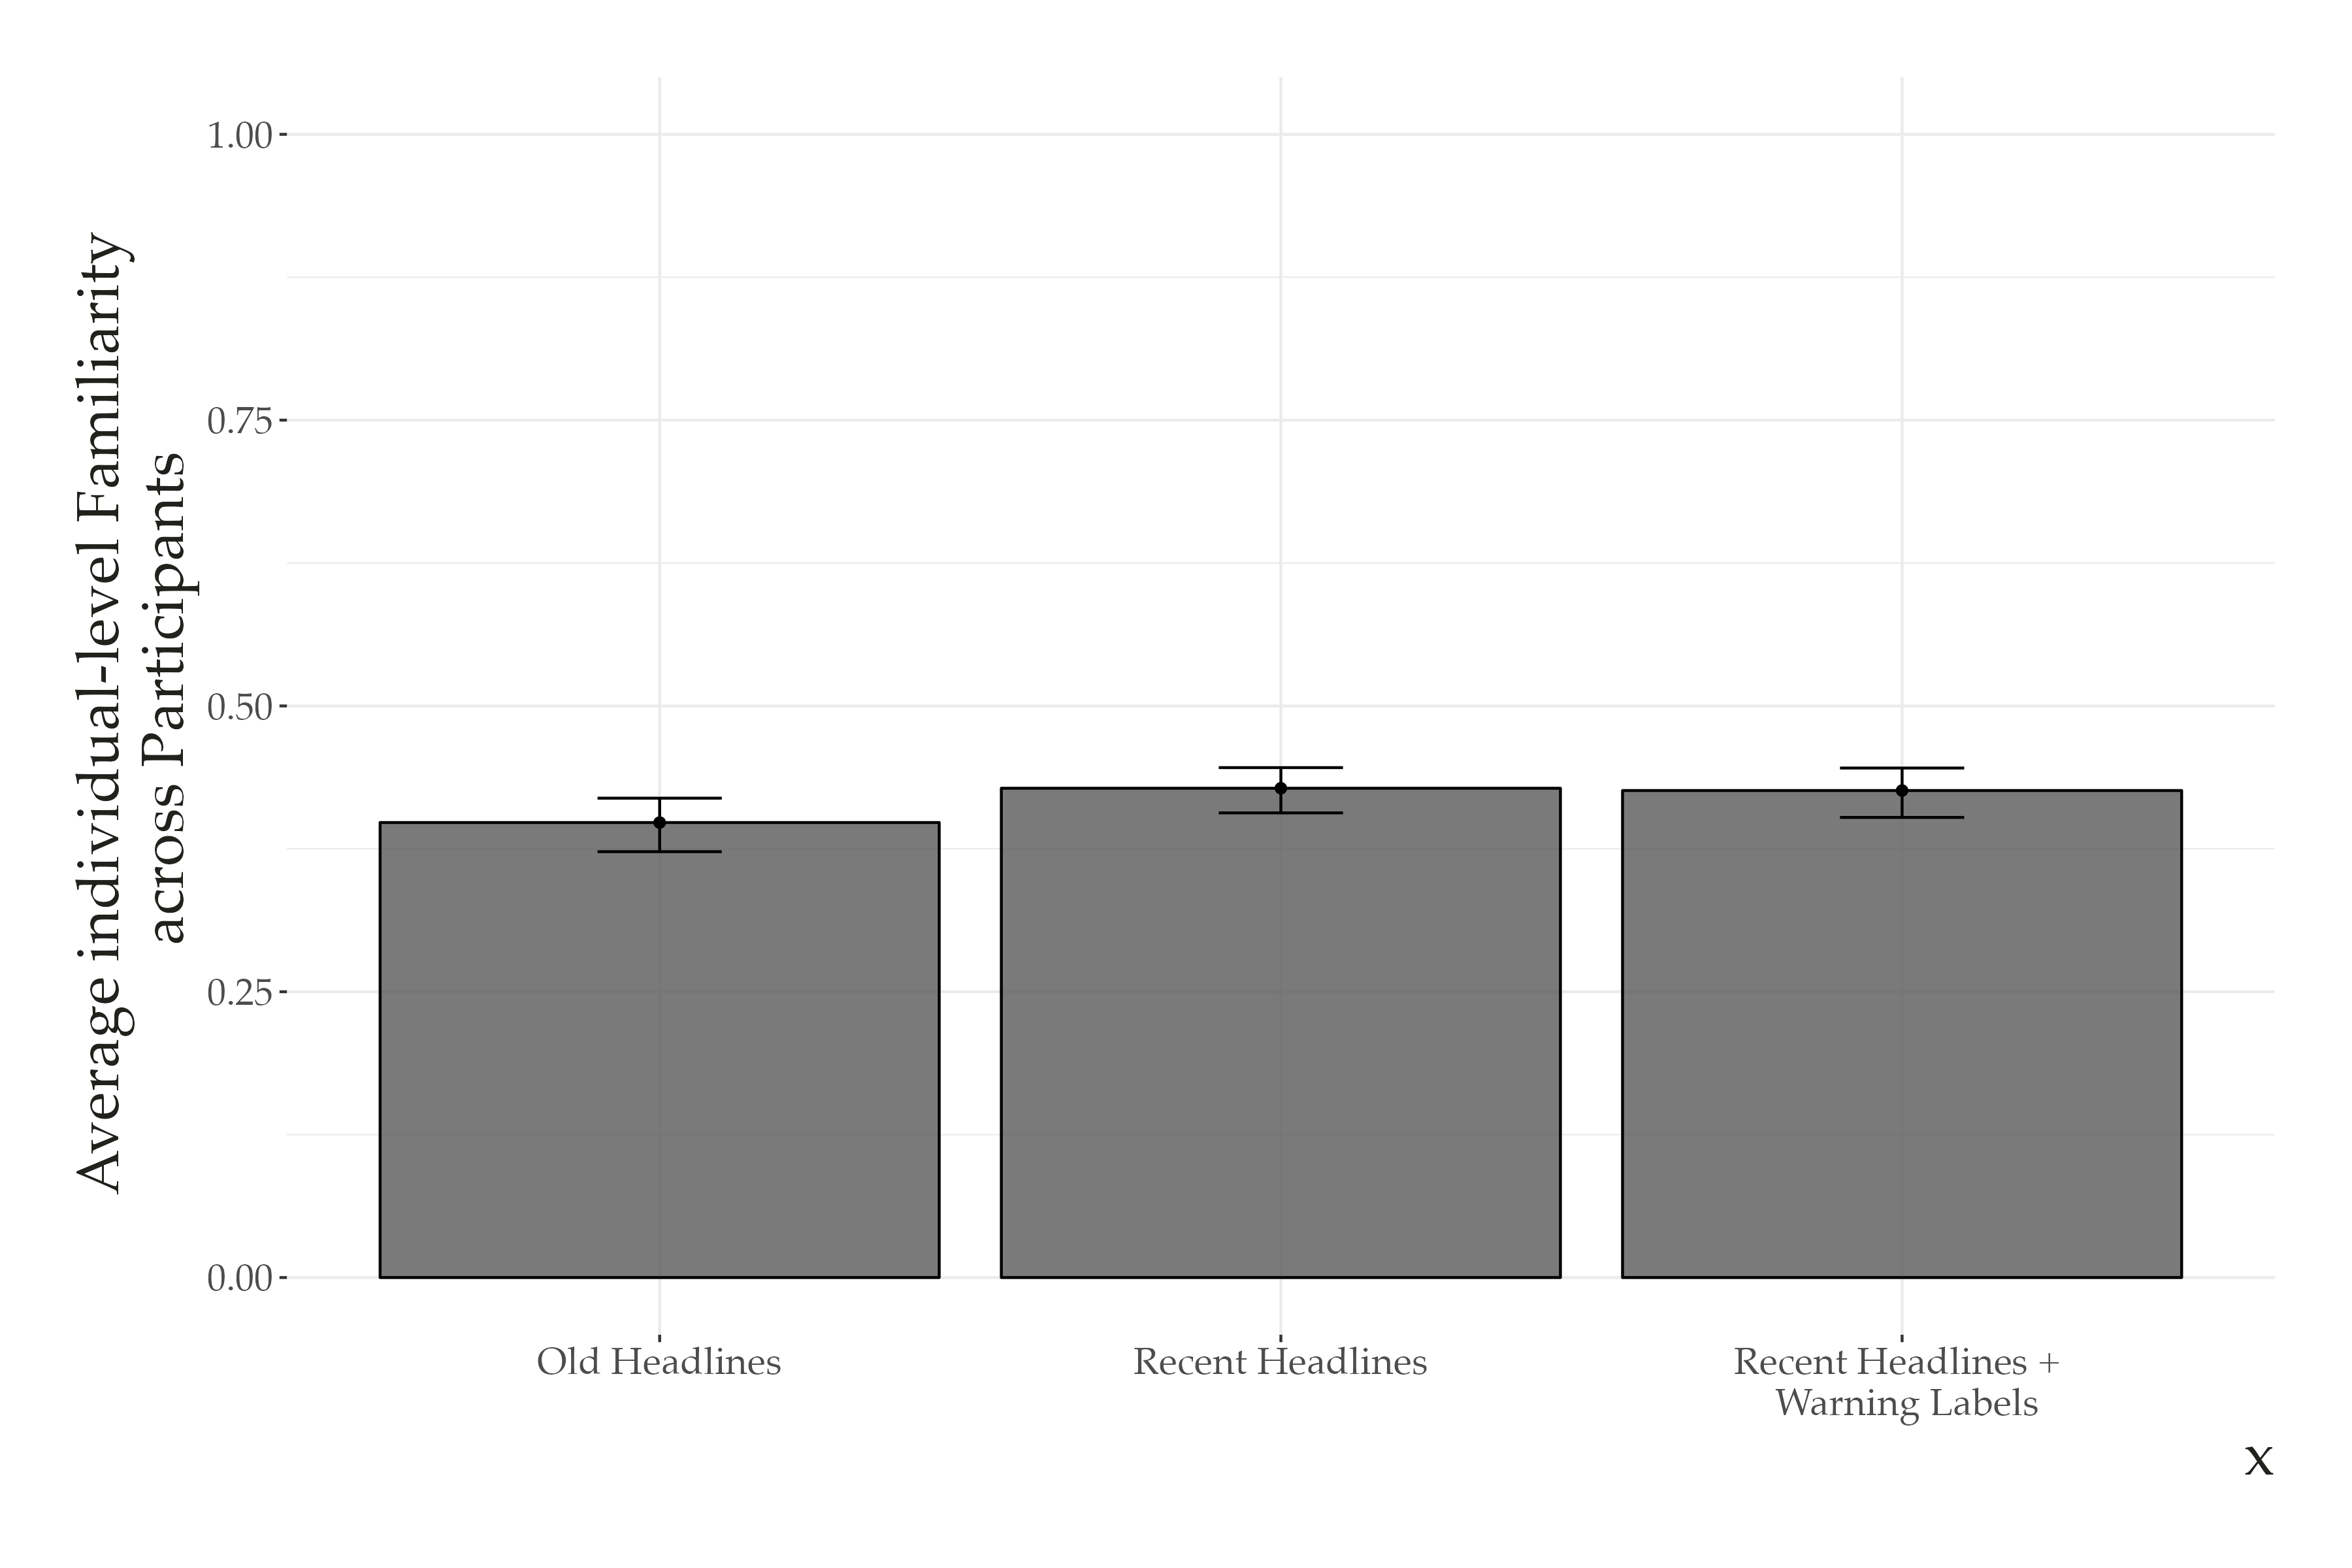 Average individual-level Familiarity
across Participants
1.00
0.75
0.50
0.25
0.00
Old Headlines
Recent Headlines
Recent Headlines +
Warning Labels
x